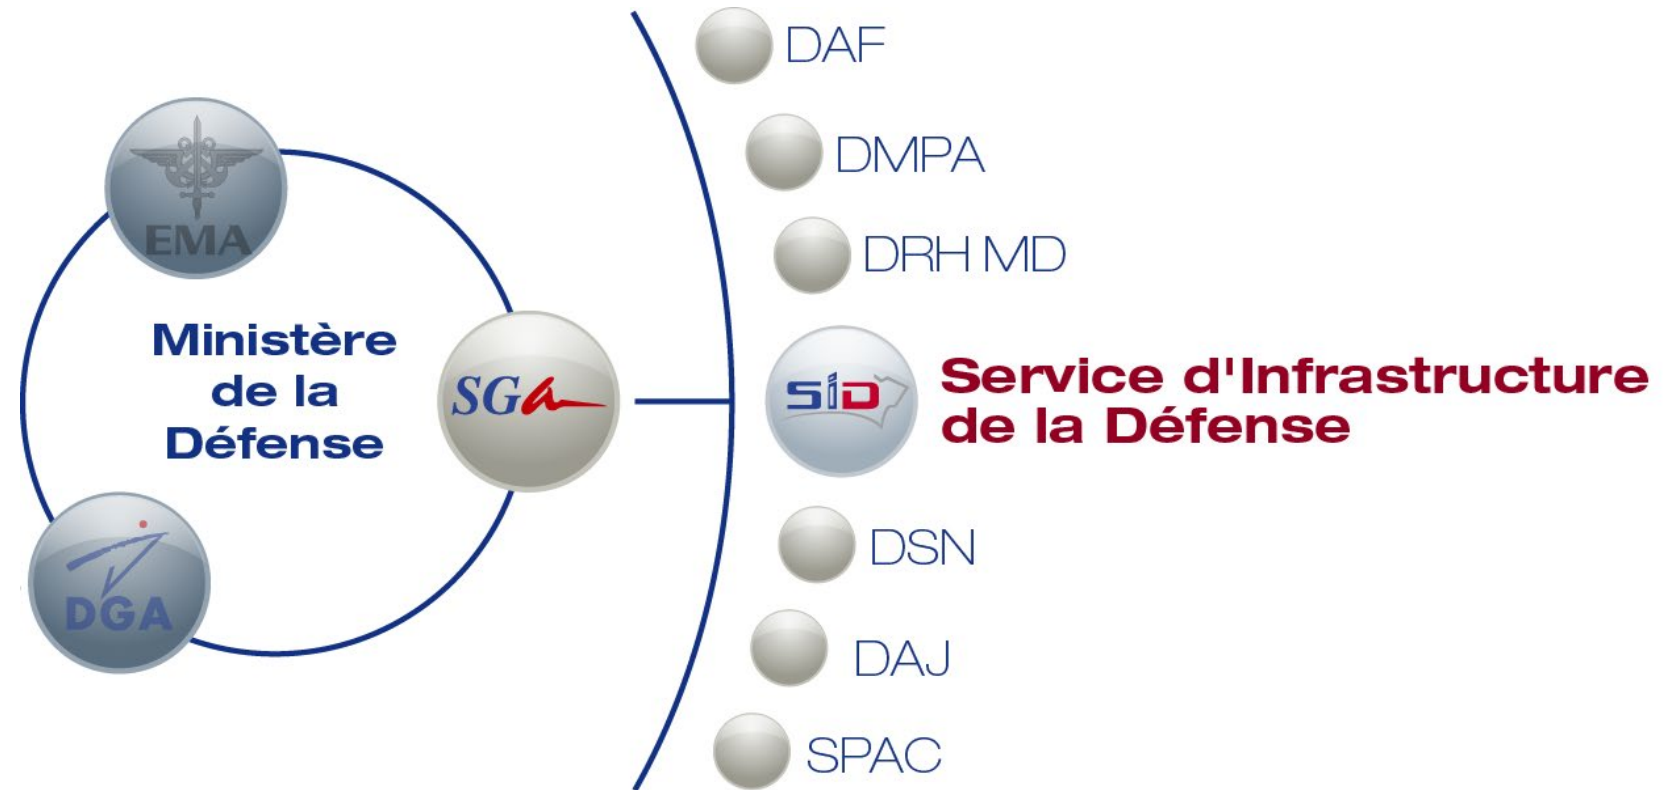 EMA
Ministère
de la
Défense
DGA
SGA
DAF
DMPA
DRH MD
SID
Service d'Infrastructure
de la Défense
DSN
DAJ
SPAC